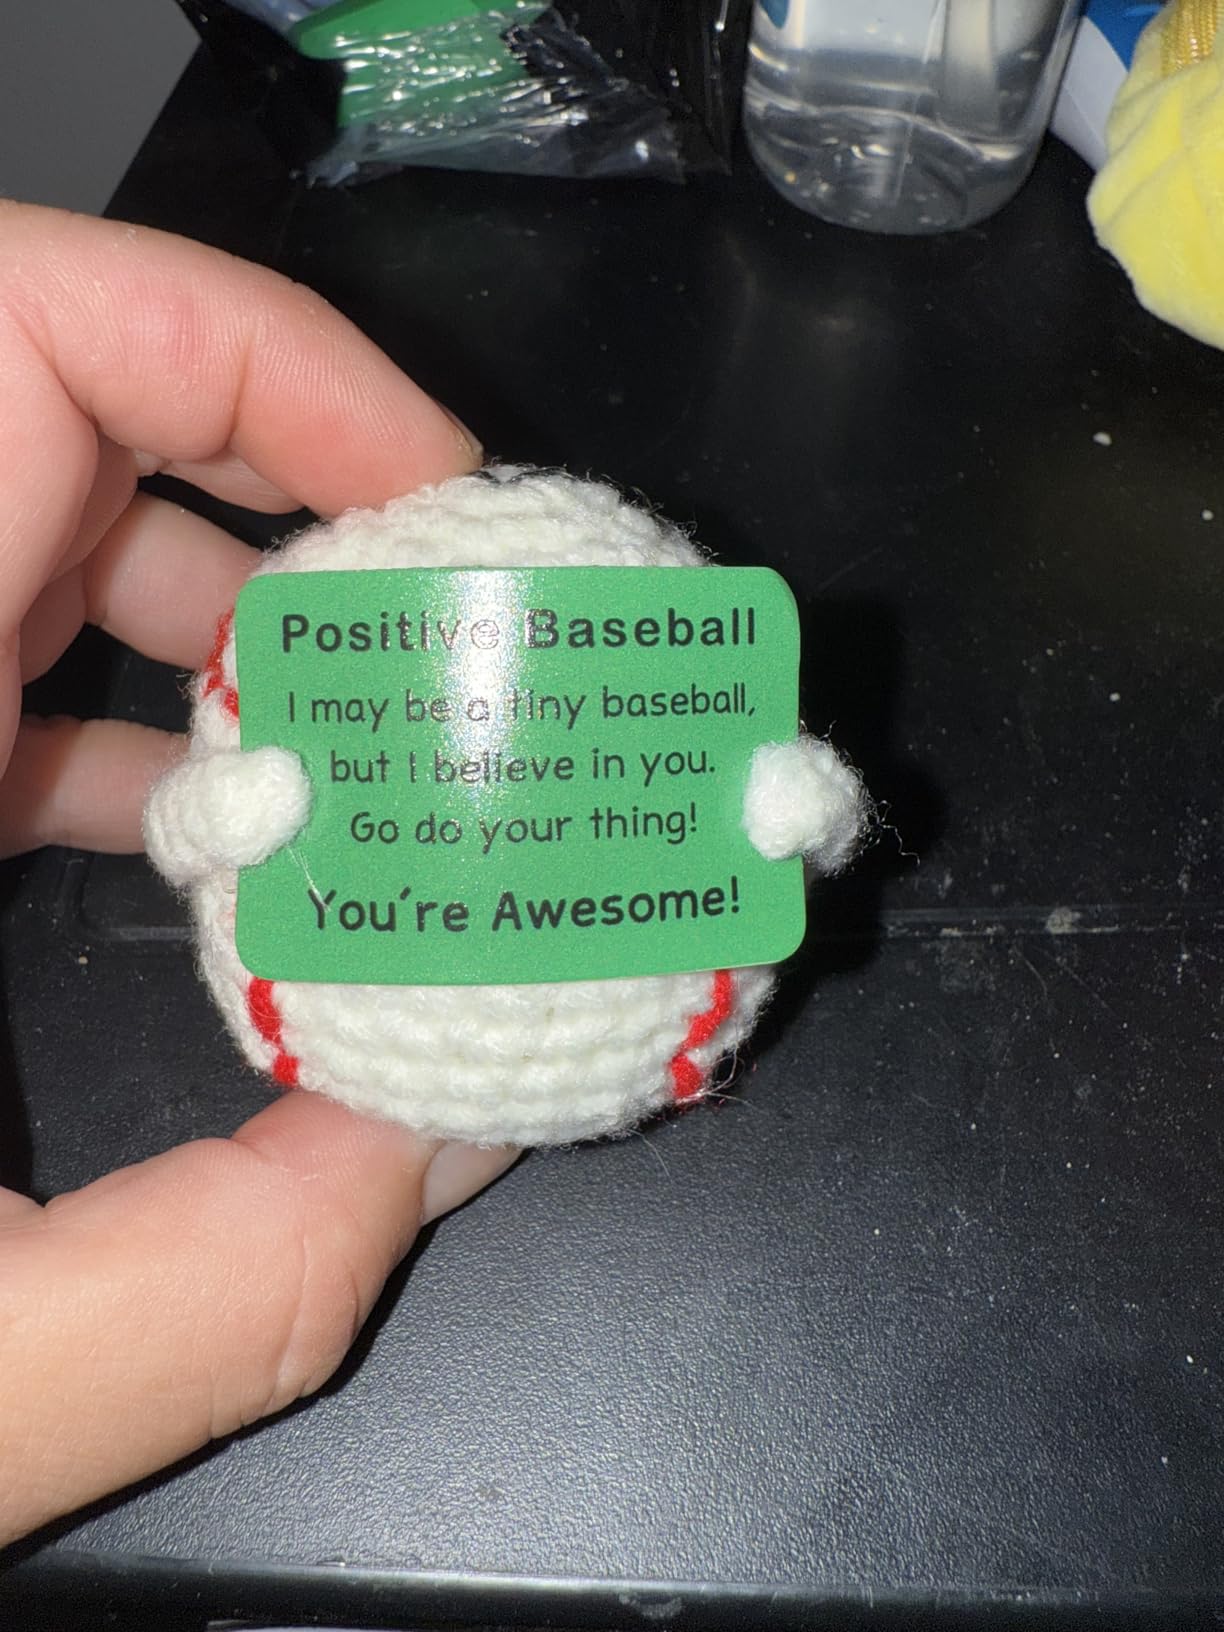 Positive Baseball
I may be a tiny baseball,
but I believe in you.
Go do your thing!
You're Awesome!